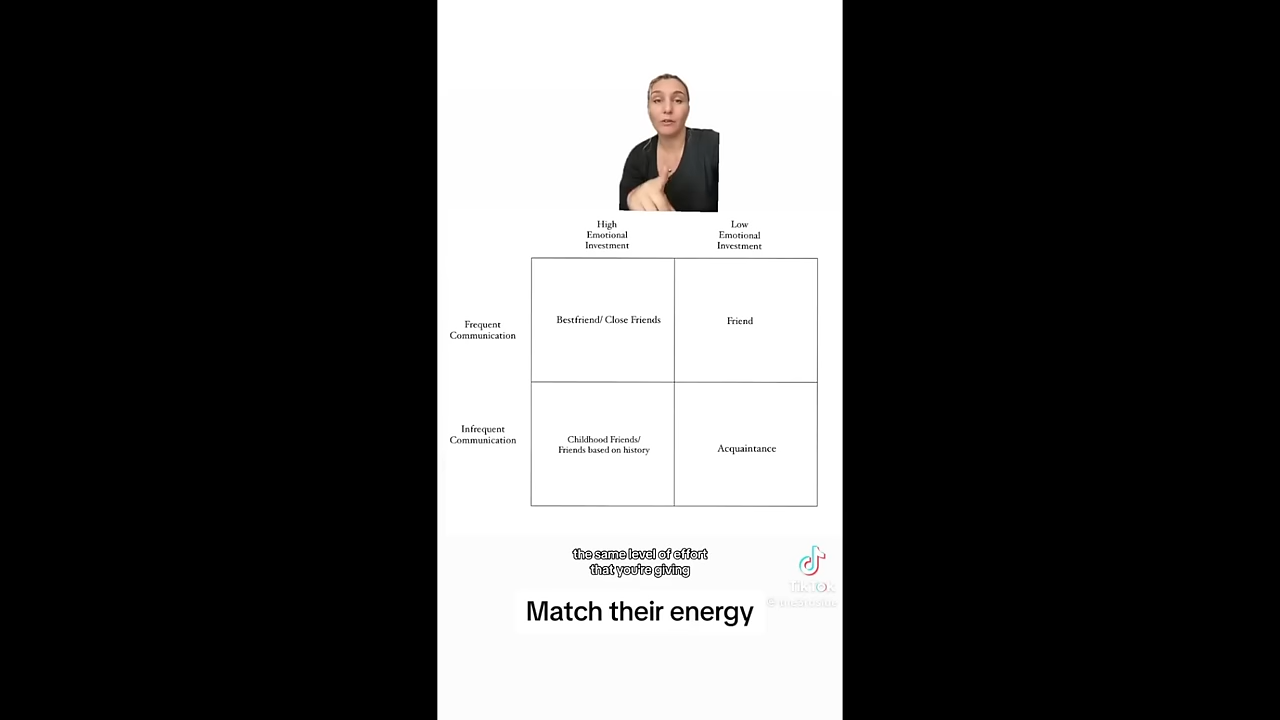 High
Emotional
Investment
Low
Emotional
Investment
Frequent
Communication
Bestfriend/ Close Friends
Friend
Infrequent
Communication
Childhood Friends/
Friends based on history
Acquaintance
the same level of effort
that you're giving
TikTok
Match their energy